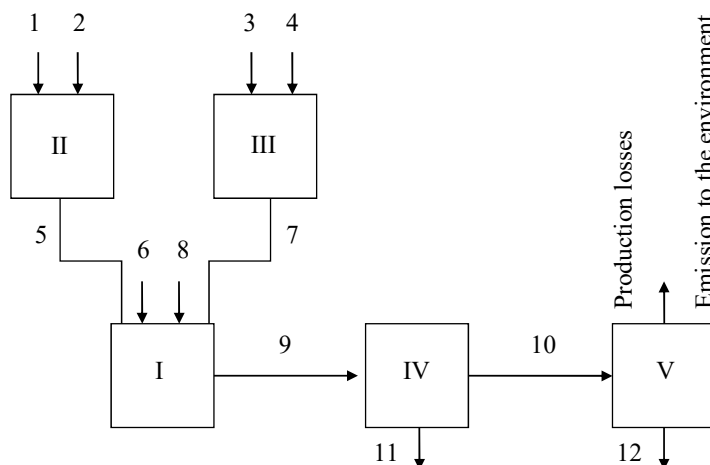 1 2 3 4
II III
5 6 8 7
I 9 IV 10 V
11 12
Production losses
Emission to the environment